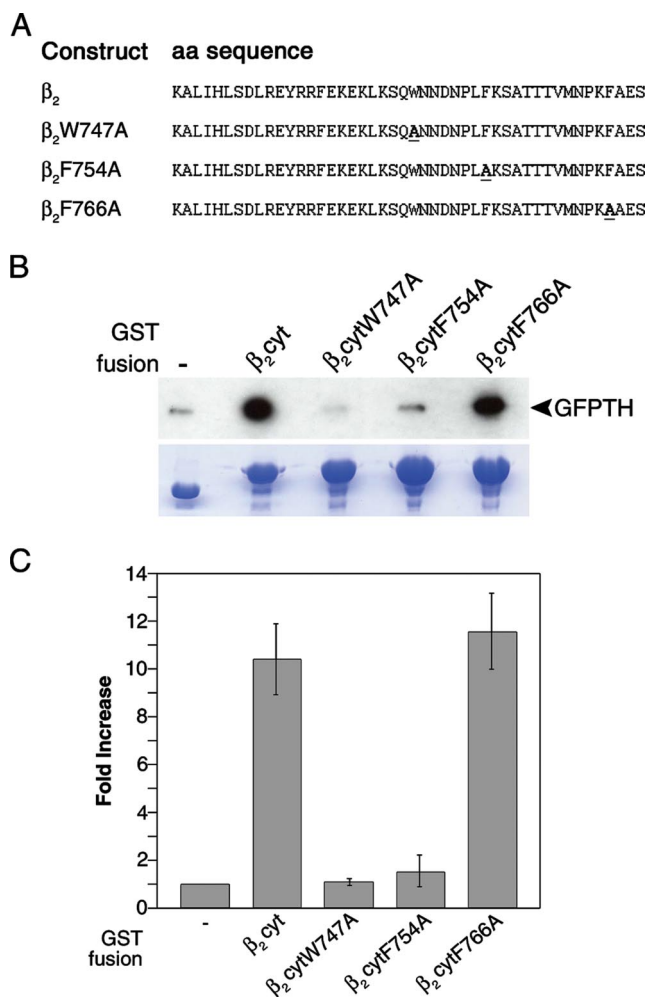 A
Construct aa sequence
β2 KALIHLSDLREYRRFEKEKLKSQWNNDNPLFKSATTTVMNPKFAES
β2W747A KALIHLSDLREYRRFEKEKLKSQANNDNPLFKSATTTVMNPKFAES
β2F754A KALIHLSDLREYRRFEKEKLKSQWNNDNPLAKSATTTVMNPKFAES
β2F766A KALIHLSDLREYRRFEKEKLKSQWNNDNPLFKSATTTVMNPKAAES
B
GST fusion
-
β2cyt
β2cytW747A
β2cytF754A
β2cytF766A
GFPTH
C
Fold Increase
14
12
10
8
6
4
2
0
GST fusion
-
β2cyt
β2cytW747A
β2cytF754A
β2cytF766A